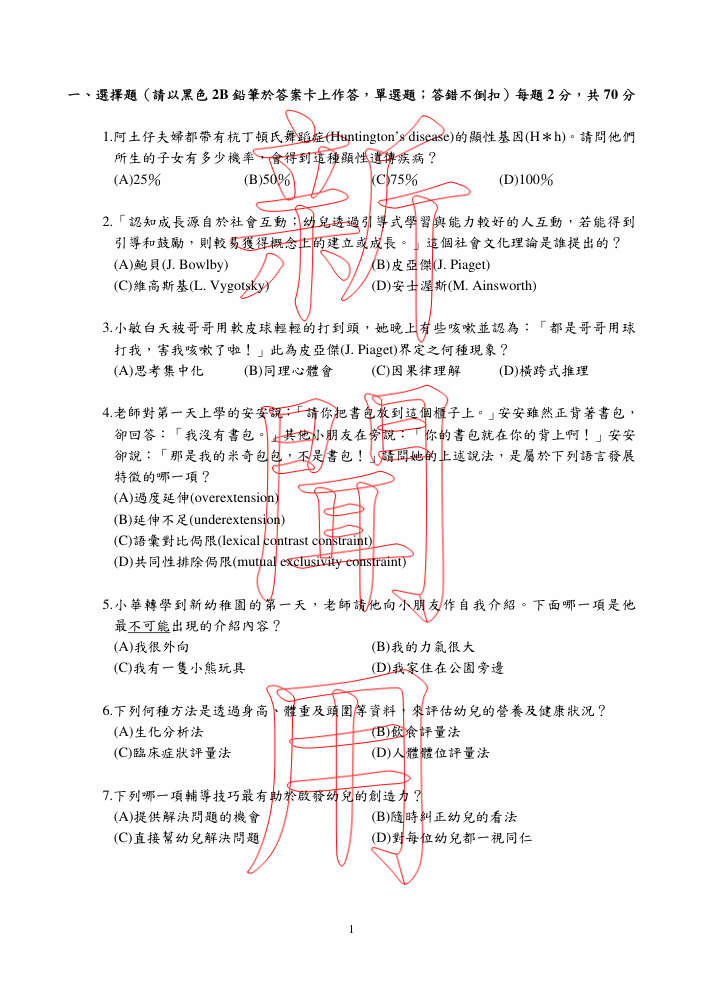 一、選擇題（請以黑色 2B 鉛筆於答案卡上作答，單選題；答錯不倒扣）每題 2 分，共 70 分
1.阿土仔夫婦都帶有杭丁頓氏舞蹈症(Huntington's disease)的顯性基因(H＊h)。請問他們
所生的子女有多少機率，會得到這種顯性遺傳疾病？
(A)25% (B)50% (C)75% (D)100%
2.「認知成長源自於社會互動；幼兒透過引導式學習與能力較好的人互動，若能得到
引導和鼓勵，則較易獲得概念上的建立或成長。」這個社會文化理論是誰提出的？
(A)鮑貝(J. Bowlby) (B)皮亞傑(J. Piaget)
(C)維高斯基(L. Vygotsky) (D)安士渥斯(M. Ainsworth)
3.小敏白天被哥哥用軟皮球輕輕的打到頭，她晚上有些咳嗽並認為：「都是哥哥用球
打我，害我咳嗽了啦！」此為皮亞傑(J. Piaget)界定之何種現象？
(A)思考集中化 (B)同理心體會 (C)因果律理解 (D)橫跨式推理
4.老師對第一天上學的安安說：「請你把書包放到這個櫃子上。」安安雖然正背著書包，
卻回答：「我沒有書包。」其他小朋友在旁說：「你的書包就在你的背上啊！」安安
卻說：「那是我的米奇包包，不是書包！」請問她的上述說法，是屬於下列語言發展
特徵的哪一項？
(A)過度延伸(overextension)
(B)延伸不足(underextension)
(C)語彙對比侷限(lexical contrast constraint)
(D)共同性排除侷限(mutual exclusivity constraint)
5.小華轉學到新幼稚園的第一天，老師請他向小朋友作自我介紹。下面哪一項是他
最不可能出現的介紹內容？
(A)我很外向 (B)我的力氣很大
(C)我有一隻小熊玩具 (D)我家住在公園旁邊
6.下列何種方法是透過身高、體重及頭圍等資料，來評估幼兒的營養及健康狀況？
(A)生化分析法 (B)飲食評量法
(C)臨床症狀評量法 (D)人體體位評量法
7.下列哪一項輔導技巧最有助於啟發幼兒的創造力？
(A)提供解決問題的機會 (B)隨時糾正幼兒的看法
(C)直接幫幼兒解決問題 (D)對每位幼兒都一視同仁
新聞用
1